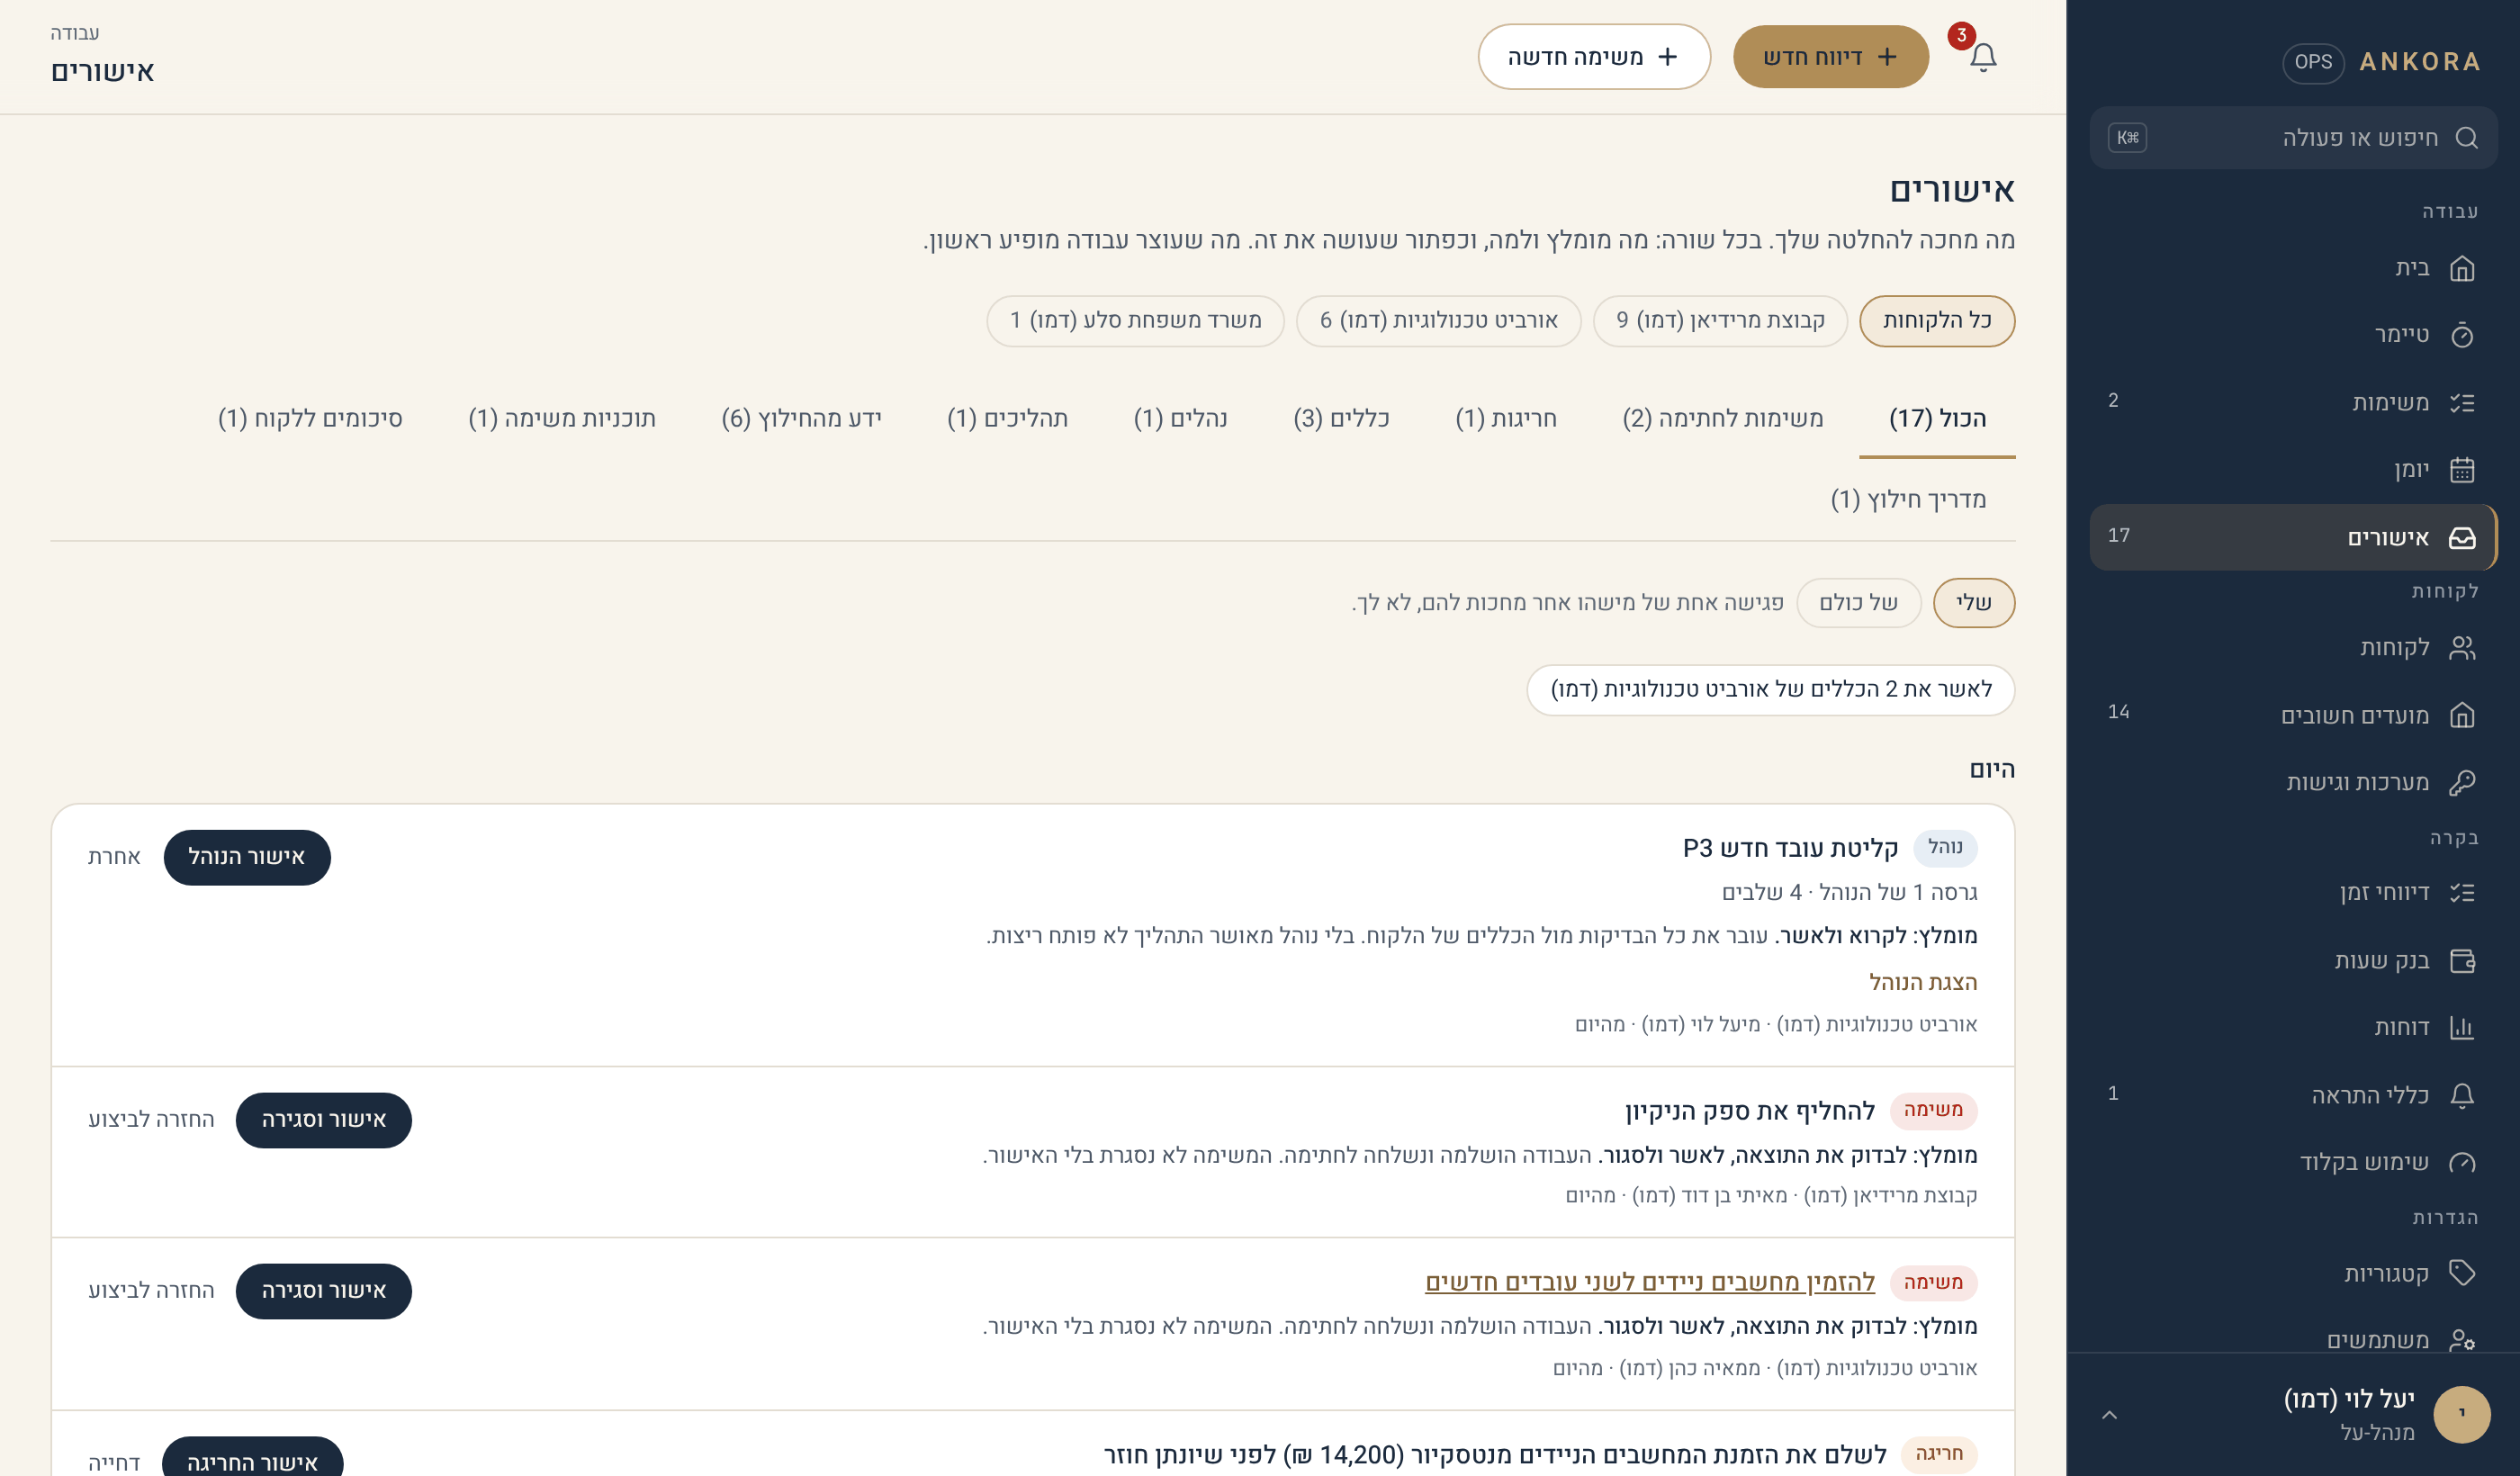 ANKORA OPS
חיפוש או פעולה ⌘K
עבודה
בית
טיימר
משימות 2
יומן
אישורים 17
לקוחות
לקוחות
מועדים חשובים 14
מערכות וגישות
בקרה
דיווחי זמן
בנק שעות
דוחות
כללי התראה 1
שימוש בקלוד
הגדרות
קטגוריות
משתמשים
י
יעל לוי (דמו)
מנהל-על
3
+ דיווח חדש
+ משימה חדשה
עבודה
אישורים
אישורים
מה מחכה להחלטה שלך. בכל שורה: מה מומלץ ולמה, וכפתור שעושה את זה. מה שעוצר עבודה מופיע ראשון.
כל הלקוחות
קבוצת מרידיאן (דמו) 9
אורביט טכנולוגיות (דמו) 6
משרד משפחת סלע (דמו) 1
הכול (17)
משימות לחתימה (2)
חריגות (1)
כללים (3)
נהלים (1)
תהליכים (1)
ידע מהחילוץ (6)
תוכניות משימה (1)
סיכומים ללקוח (1)
מדריך חילוץ (1)
שלי
של כולם
פגישה אחת של מישהו אחר מחכות להם, לא לך.
לאשר את 2 הכללים של אורביט טכנולוגיות (דמו)
היום
נוהל קליטת עובד חדש P3
גרסה 1 של הנוהל · 4 שלבים
מומלץ: לקרוא ולאשר. עובר את כל הבדיקות מול הכללים של הלקוח. בלי נוהל מאושר התהליך לא פותח ריצות.
הצגת הנוהל
אורביט טכנולוגיות (דמו) · מיעל לוי (דמו) · מהיום
אישור הנוהל
אחרת
משימה להחליף את ספק הניקיון
מומלץ: לבדוק את התוצאה, לאשר ולסגור. העבודה הושלמה ונשלחה לחתימה. המשימה לא נסגרת בלי האישור.
קבוצת מרידיאן (דמו) · מאיתי בן דוד (דמו) · מהיום
אישור וסגירה
החזרה לביצוע
משימה להזמין מחשבים ניידים לשני עובדים חדשים
מומלץ: לבדוק את התוצאה, לאשר ולסגור. העבודה הושלמה ונשלחה לחתימה. המשימה לא נסגרת בלי האישור.
אורביט טכנולוגיות (דמו) · ממאיה כהן (דמו) · מהיום
אישור וסגירה
החזרה לביצוע
חריגה לשלם את הזמנת המחשבים הניידים מנטסקיור (14,200 ₪) לפני שיונתן חוזר
אישור החריגה
דחייה